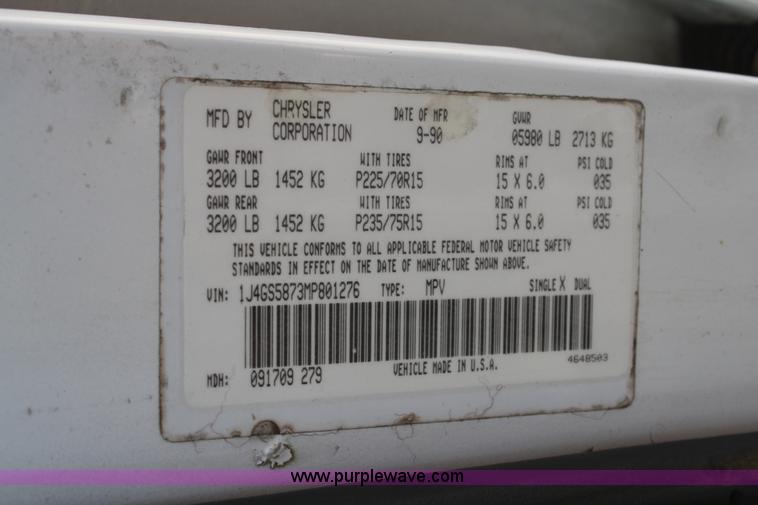 MFD BY CHRYSLER CORPORATION DATE OF MFR 9-90 GVWR 05980 LB 2713 KG
GAWR FRONT WITH TIRES RIMS AT PSI COLD
3200 LB 1452 KG P225/70R15 15 X 6.0 035
GAWR REAR WITH TIRES RIMS AT PSI COLD
3200 LB 1452 KG P235/75R15 15 X 6.0 035
THIS VEHICLE CONFORMS TO ALL APPLICABLE FEDERAL MOTOR VEHICLE SAFETY
STANDARDS IN EFFECT ON THE DATE OF MANUFACTURE SHOWN ABOVE.
VIN: 1J4GS5873MP801276 TYPE: MPV SINGLE X DUAL
MDH: 091709 279 VEHICLE MADE IN U.S.A. 4648503
www.purplewave.com